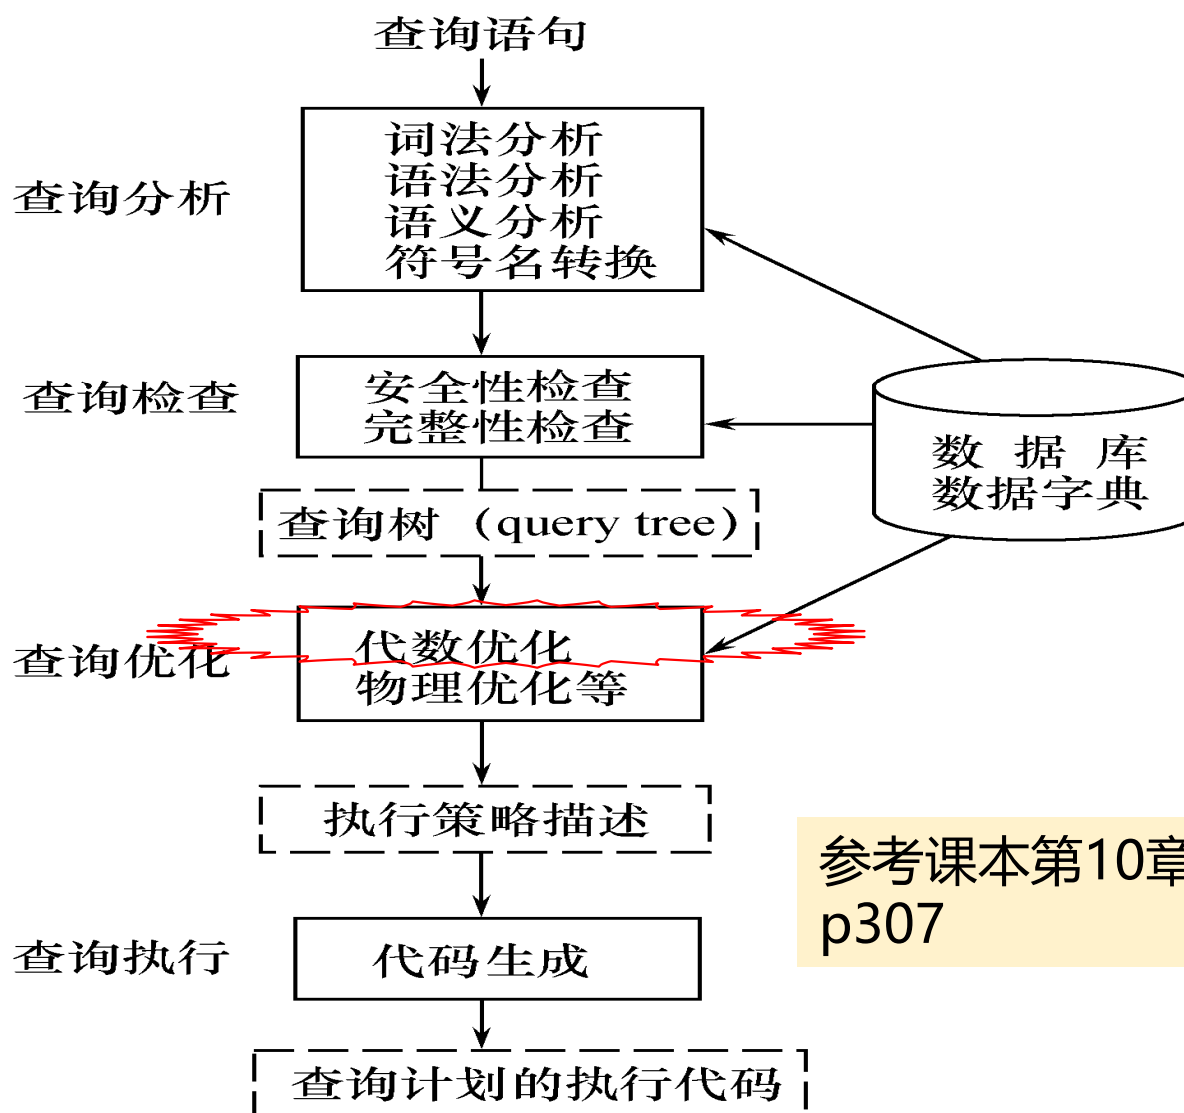 查询语句
查询分析
词法分析
语法分析
语义分析
符号名转换
查询检查
安全性检查
完整性检查
数 据 库
数据字典
查询树（query tree）
查询优化
代数优化
物理优化等
执行策略描述
参考课本第10章
p307
查询执行
代码生成
查询计划的执行代码